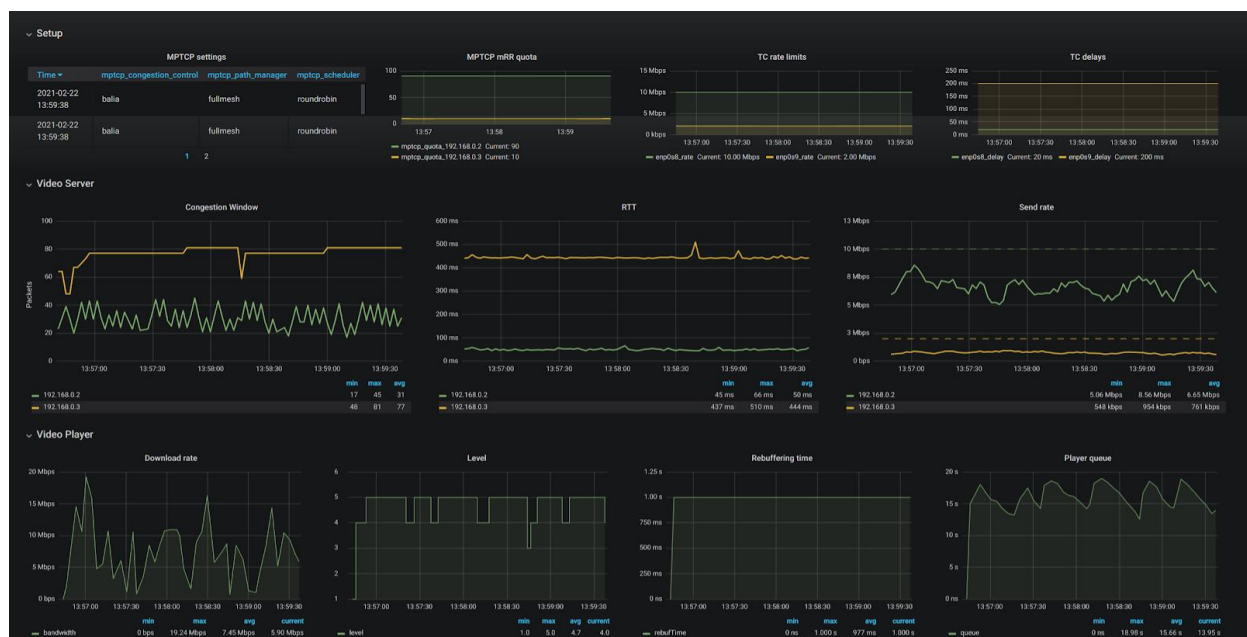 Setup
MPTCP settings
Time mptcp_congestion_control mptcp_path_manager mptcp_scheduler
2021-02-22 13:59:38 balia fullmesh roundrobin
2021-02-22 13:59:38 balia fullmesh roundrobin
1 2
MPTCP mRR quota
100
50
0
13:57 13:58 13:59
mptcp_quota_192.168.0.2 Current: 90
mptcp_quota_192.168.0.3 Current: 10
TC rate limits
15 Mbps
10 Mbps
5 Mbps
0 kbps
13:57:00 13:57:30 13:58:00 13:58:30 13:59:00 13:59:30
enp0s8_rate Current: 10.00 Mbps enp0s9_rate Current: 2.00 Mbps
TC delays
250 ms
200 ms
150 ms
100 ms
50 ms
0 ms
13:57:00 13:57:30 13:58:00 13:58:30 13:59:00 13:59:30
enp0s8_delay Current: 20 ms enp0s9_delay Current: 200 ms
Video Server
Congestion Window
Packets
100
80
60
40
20
0
13:57:00 13:57:30 13:58:00 13:58:30 13:59:00 13:59:30
min max avg
192.168.0.2 17 45 31
192.168.0.3 48 81 77
RTT
600 ms
500 ms
400 ms
300 ms
200 ms
100 ms
0 ms
13:57:00 13:57:30 13:58:00 13:58:30 13:59:00 13:59:30
min max avg
192.168.0.2 45 ms 66 ms 50 ms
192.168.0.3 437 ms 510 ms 444 ms
Send rate
13 Mbps
10 Mbps
8 Mbps
5 Mbps
3 Mbps
0 bps
13:57:00 13:57:30 13:58:00 13:58:30 13:59:00 13:59:30
min max avg
192.168.0.2 5.06 Mbps 8.56 Mbps 6.65 Mbps
192.168.0.3 548 kbps 954 kbps 761 kbps
Video Player
Download rate
20 Mbps
15 Mbps
10 Mbps
5 Mbps
0 bps
13:57:00 13:57:30 13:58:00 13:58:30 13:59:00 13:59:30
min max avg current
bandwidth 0 bps 19.24 Mbps 7.45 Mbps 5.90 Mbps
Level
6
5
4
3
2
1
13:57:00 13:57:30 13:58:00 13:58:30 13:59:00 13:59:30
min max avg current
level 1.0 5.0 4.7 4.0
Rebuffering time
1.25 s
1.00 s
750 ms
500 ms
250 ms
0 ns
13:57:00 13:57:30 13:58:00 13:58:30 13:59:00 13:59:30
min max avg current
rebufTime 0 ns 1.000 s 977 ms 1.000 s
Player queue
20 s
15 s
10 s
5 s
0 ns
13:57:00 13:57:30 13:58:00 13:58:30 13:59:00 13:59:30
min max avg current
queue 0 ns 18.98 s 15.66 s 13.95 s